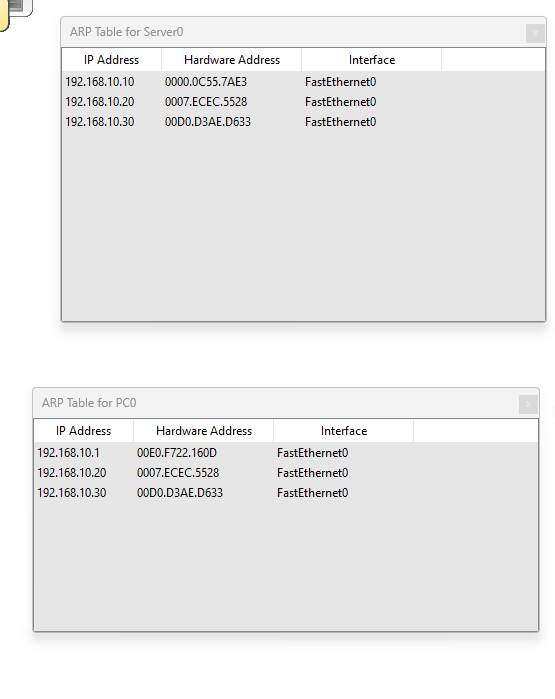 ARP Table for Server0
x
IP Address Hardware Address Interface
192.168.10.10 0000.0C55.7AE3 FastEthernet0
192.168.10.20 0007.ECEC.5528 FastEthernet0
192.168.10.30 00D0.D3AE.D633 FastEthernet0
ARP Table for PC0
x
IP Address Hardware Address Interface
192.168.10.1 00E0.F722.160D FastEthernet0
192.168.10.20 0007.ECEC.5528 FastEthernet0
192.168.10.30 00D0.D3AE.D633 FastEthernet0